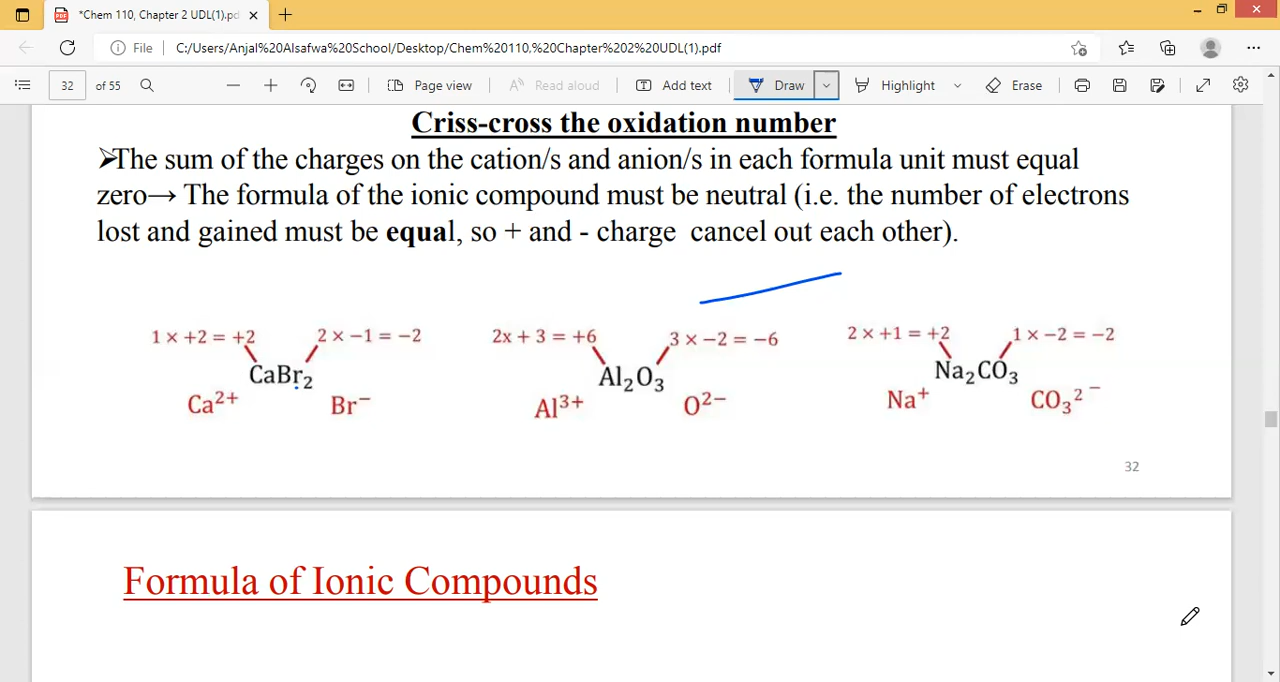 *Chem 110, Chapter 2 UDL(1).pd
File C:/Users/Anjal%20Alsafwa%20School/Desktop/Chem%20110,%20Chapter%202%20UDL(1).pdf
32 of 55 Page view Read aloud Add text Draw Highlight Erase
Criss-cross the oxidation number
➢The sum of the charges on the cation/s and anion/s in each formula unit must equal
zero→ The formula of the ionic compound must be neutral (i.e. the number of electrons
lost and gained must be equal, so + and - charge cancel out each other).
1 × +2 = +2 2 × −1 = −2 2x + 3 = +6 3 × −2 = −6 2 × +1 = +2 1 × −2 = −2
CaBr₂ Al₂O₃ Na₂CO₃
Ca²⁺ Br⁻ Al³⁺ O²⁻ Na⁺ CO₃²⁻
32
Formula of Ionic Compounds